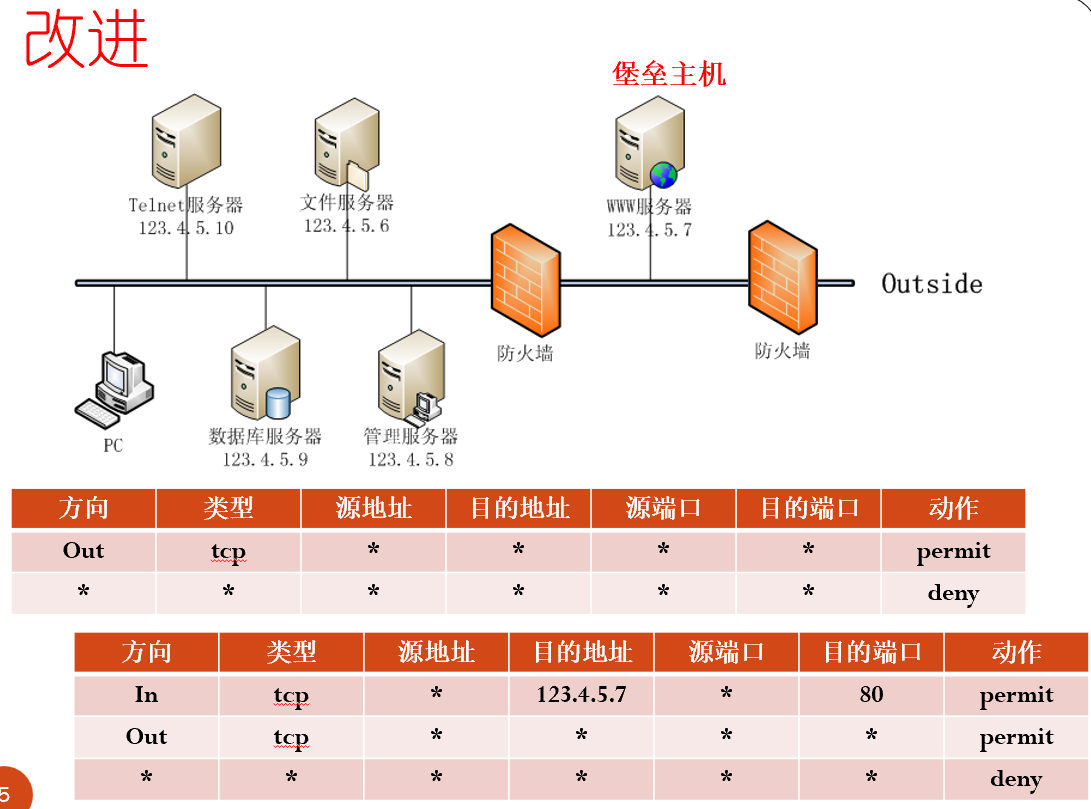 改进
堡垒主机
Telnet服务器
123.4.5.10
文件服务器
123.4.5.6
WWW服务器
123.4.5.7
Outside
防火墙
防火墙
PC
数据库服务器
123.4.5.9
管理服务器
123.4.5.8
方向 类型 源地址 目的地址 源端口 目的端口 动作
Out tcp * * * * permit
* * * * * * deny
方向 类型 源地址 目的地址 源端口 目的端口 动作
In tcp * 123.4.5.7 * 80 permit
Out tcp * * * * permit
* * * * * * deny
5